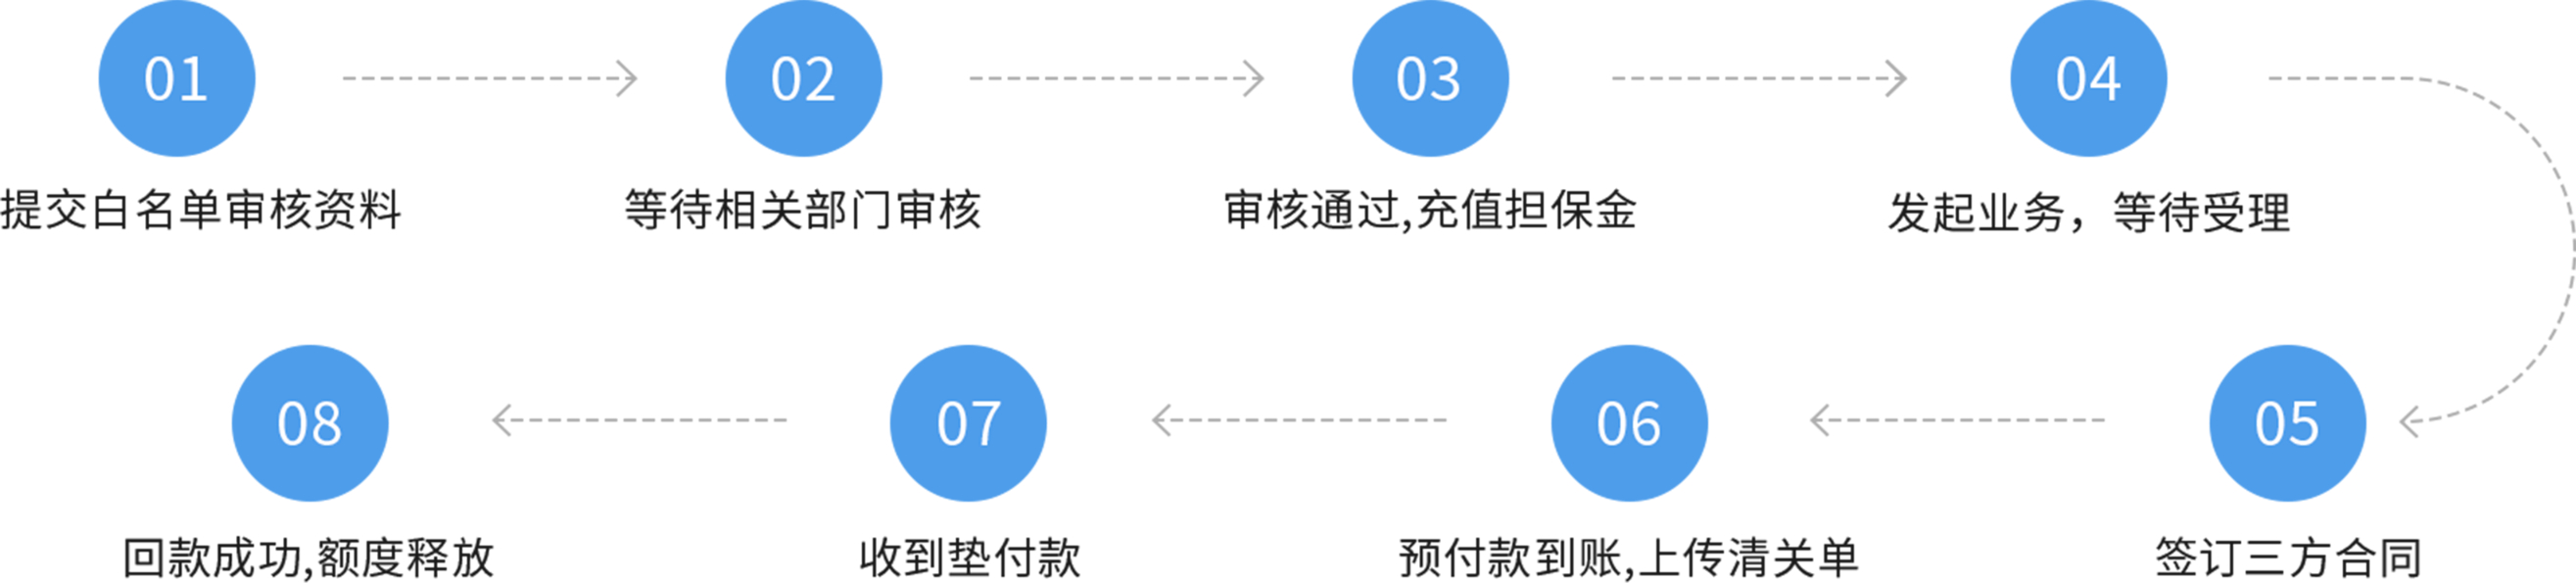 01
02
03
04
提交白名单审核资料
等待相关部门审核
审核通过,充值担保金
发起业务，等待受理
05
06
07
08
签订三方合同
预付款到账,上传清关单
收到垫付款
回款成功,额度释放